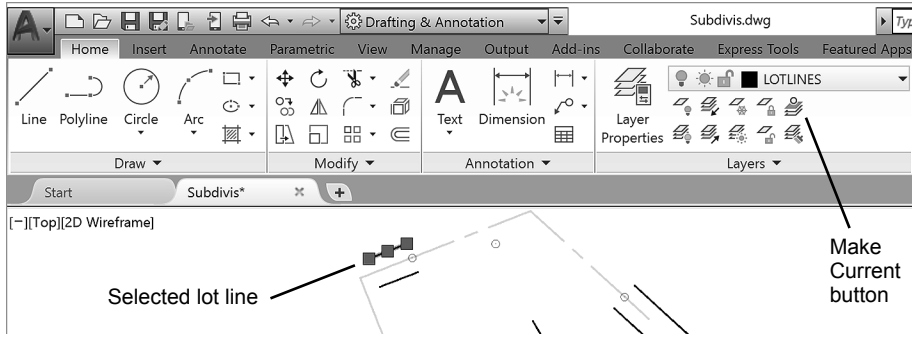 Drafting & Annotation
Subdivis.dwg
Home Insert Annotate Parametric View Manage Output Add-ins Collaborate Express Tools Featured Apps
LOTLINES
Line Polyline Circle Arc
Text Dimension
Layer
Properties
Draw Modify Annotation Layers
Start Subdivis*
[−][Top][2D Wireframe]
Make
Current
button
Selected lot line